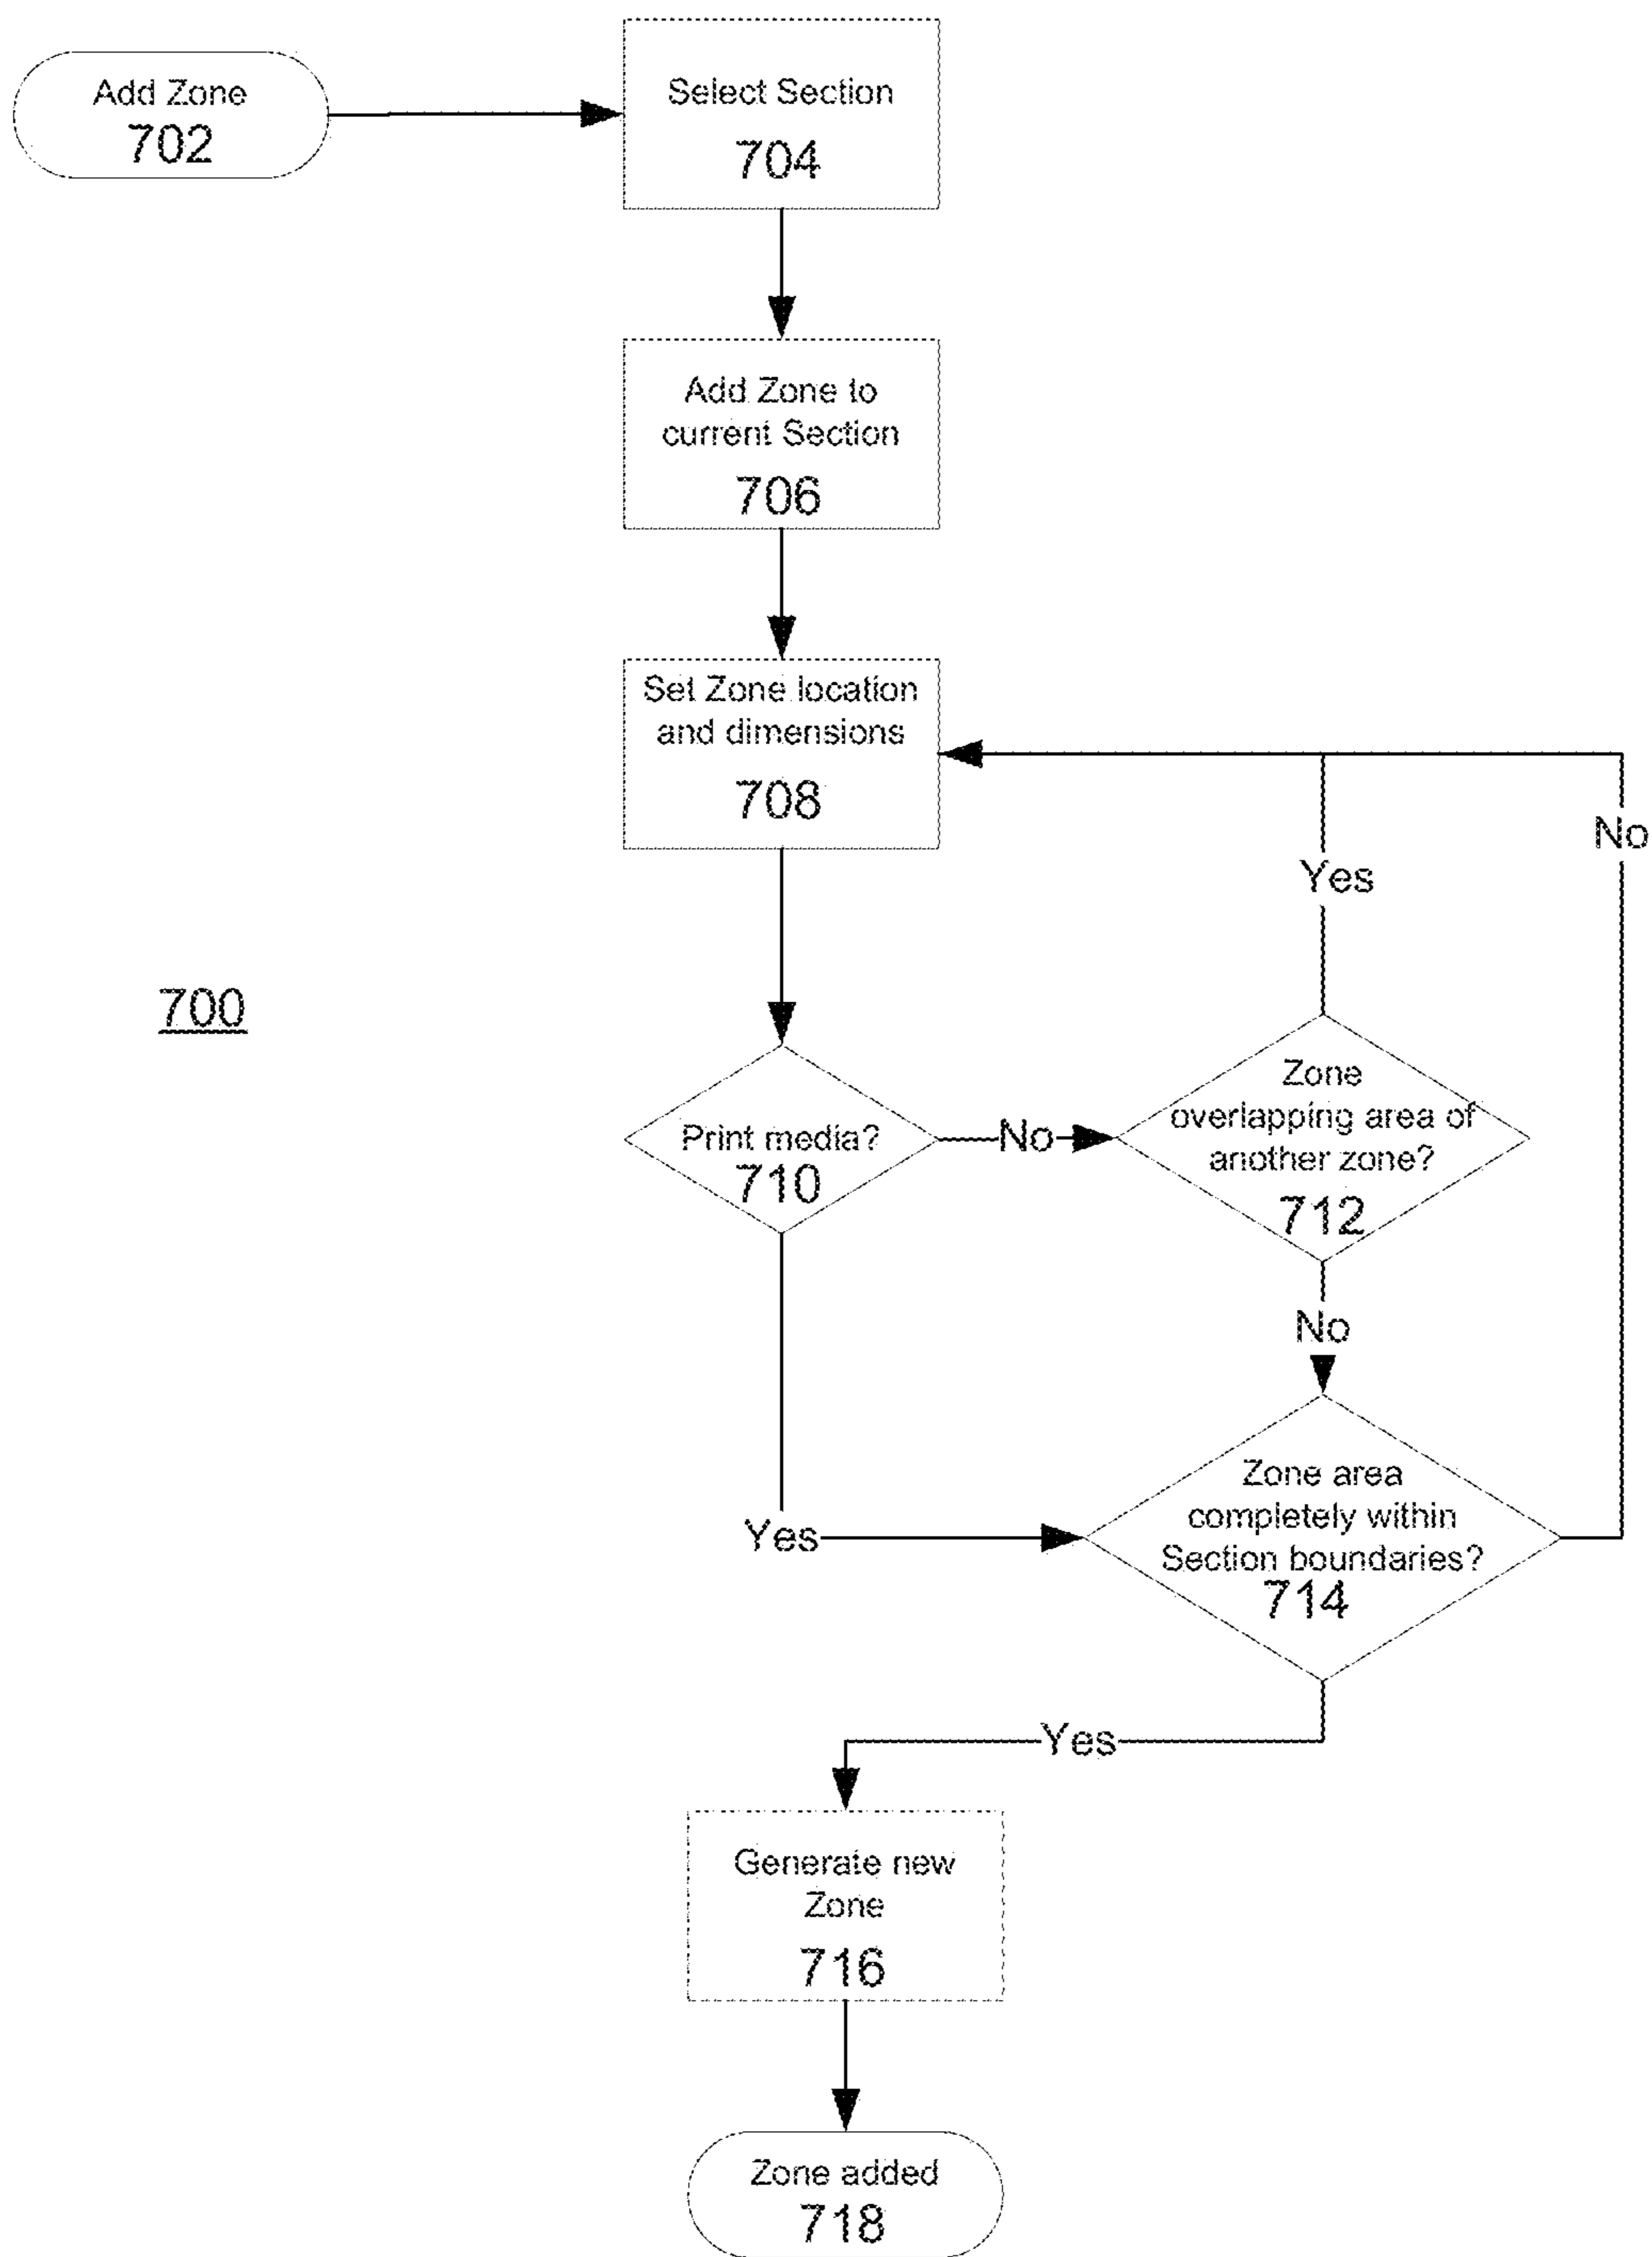 Add Zone
702
Select Section
704
Add Zone to
current Section
706
Set Zone location
and dimensions
708
No
Yes
700
Print media?
710
No
Zone
overlapping area of
another zone?
712
No
Yes
Zone area
completely within
Section boundaries?
714
Yes
Generate new
Zone
716
Zone added
718